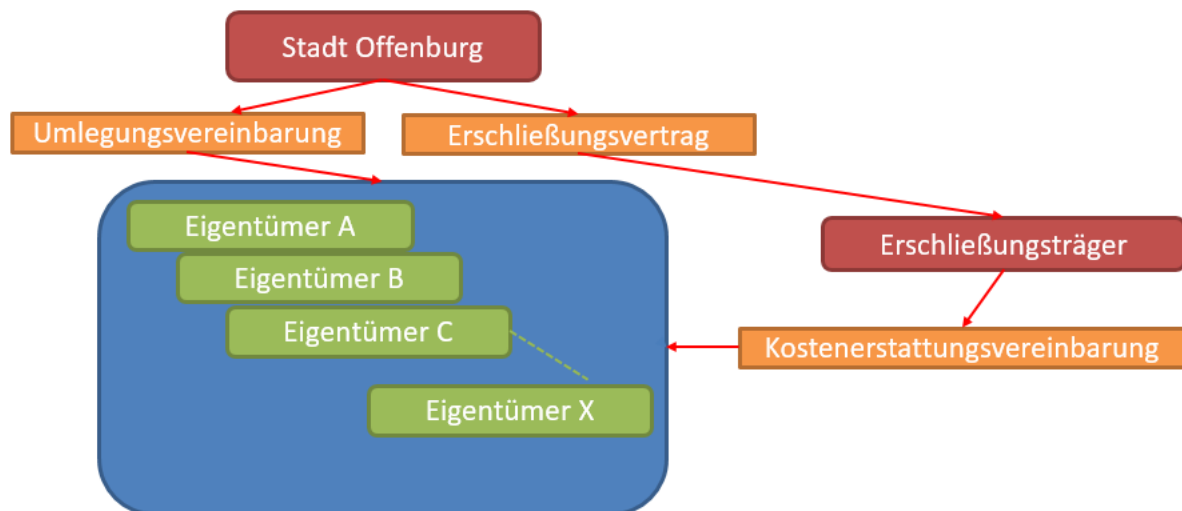 Stadt Offenburg
Umlegungsvereinbarung
Erschließungsvertrag
Eigentümer A
Erschließungsträger
Eigentümer B
Eigentümer C
Kostenerstattungsvereinbarung
Eigentümer X